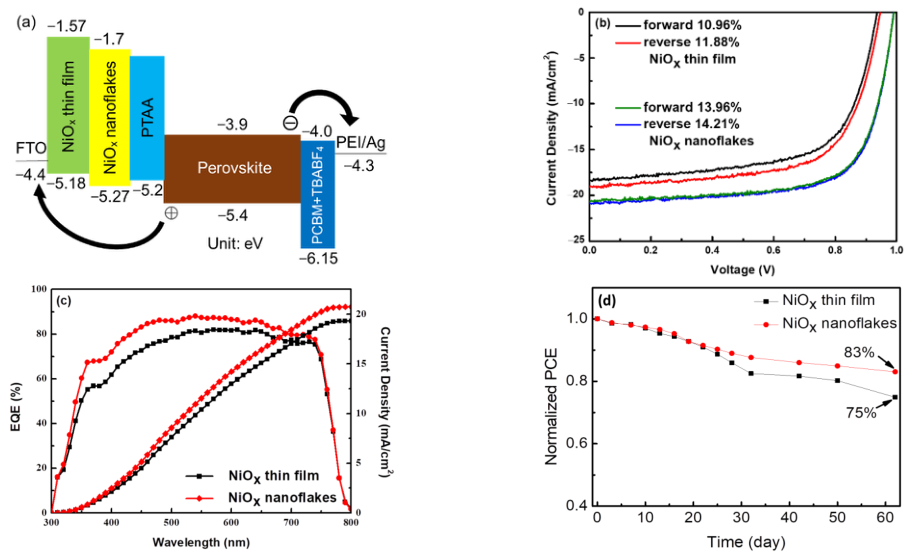 (a)
−1.57
−1.7
NiOx thin film
NiOx nanoflakes
PTAA
−3.9
−4.0
FTO
PEI/Ag
Perovskite
PCBM+TBABF4
−4.4
−4.3
−5.18
−5.27
−5.2
−5.4
Unit: eV
−6.15
(b)
forward 10.96%
reverse 11.88%
NiOx thin film
forward 13.96%
reverse 14.21%
NiOx nanoflakes
Current Density (mA/cm2)
0
−5
−10
−15
−20
−25
0.0 0.2 0.4 0.6 0.8 1.0
Voltage (V)
(c)
EQE (%)
100
80
60
40
20
0
NiOx thin film
NiOx nanoflakes
20
15
10
5
0
Current Density (mA/cm2)
300 400 500 600 700 800
Wavelength (nm)
(d)
NiOx thin film
NiOx nanoflakes
83%
75%
Normalized PCE
1.0
0.8
0.6
0.4
0 10 20 30 40 50 60
Time (day)